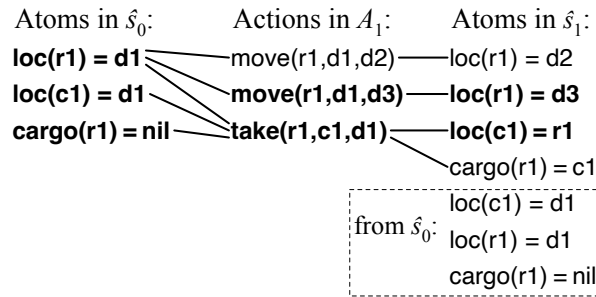 Atoms in ŝ₀: Actions in A₁: Atoms in ŝ₁:
loc(r1) = d1 move(r1,d1,d2) loc(r1) = d2
loc(c1) = d1 move(r1,d1,d3) loc(r1) = d3
cargo(r1) = nil take(r1,c1,d1) loc(c1) = r1
cargo(r1) = c1
loc(c1) = d1
from ŝ₀: loc(r1) = d1
cargo(r1) = nil